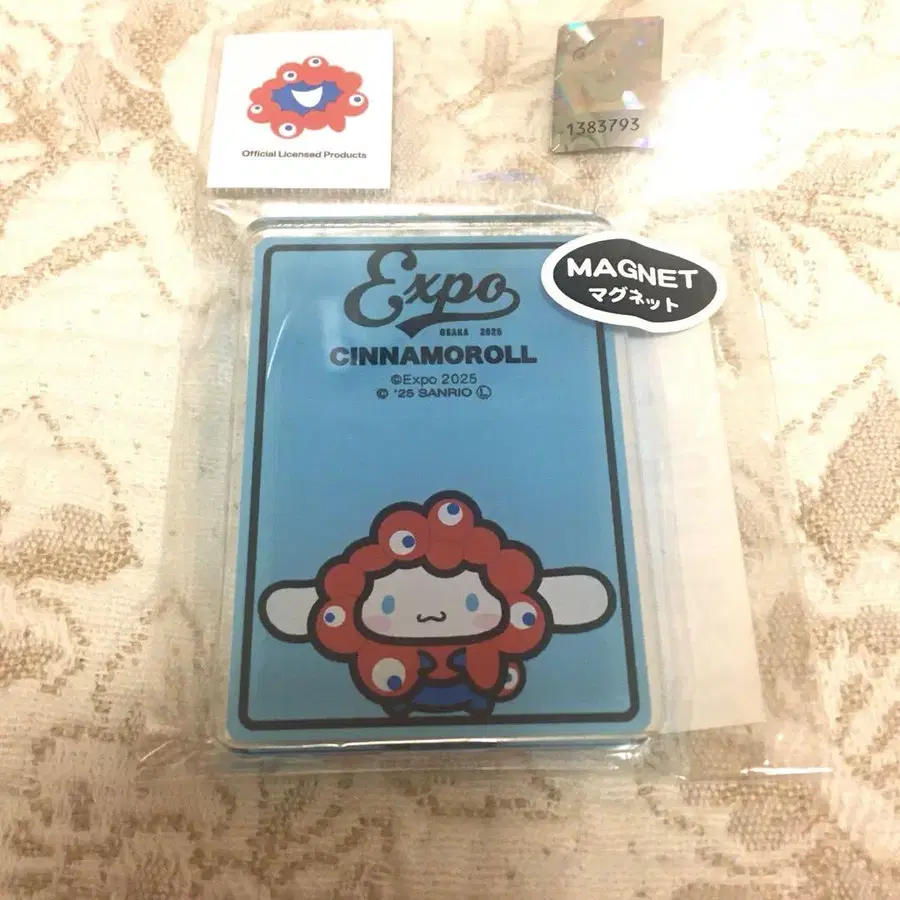 Official Licensed Products
1383793
MAGNET
マグネット
Expo
OSAKA 2025
CINNAMOROLL
©Expo 2025
© '25 SANRIO Ⓛ